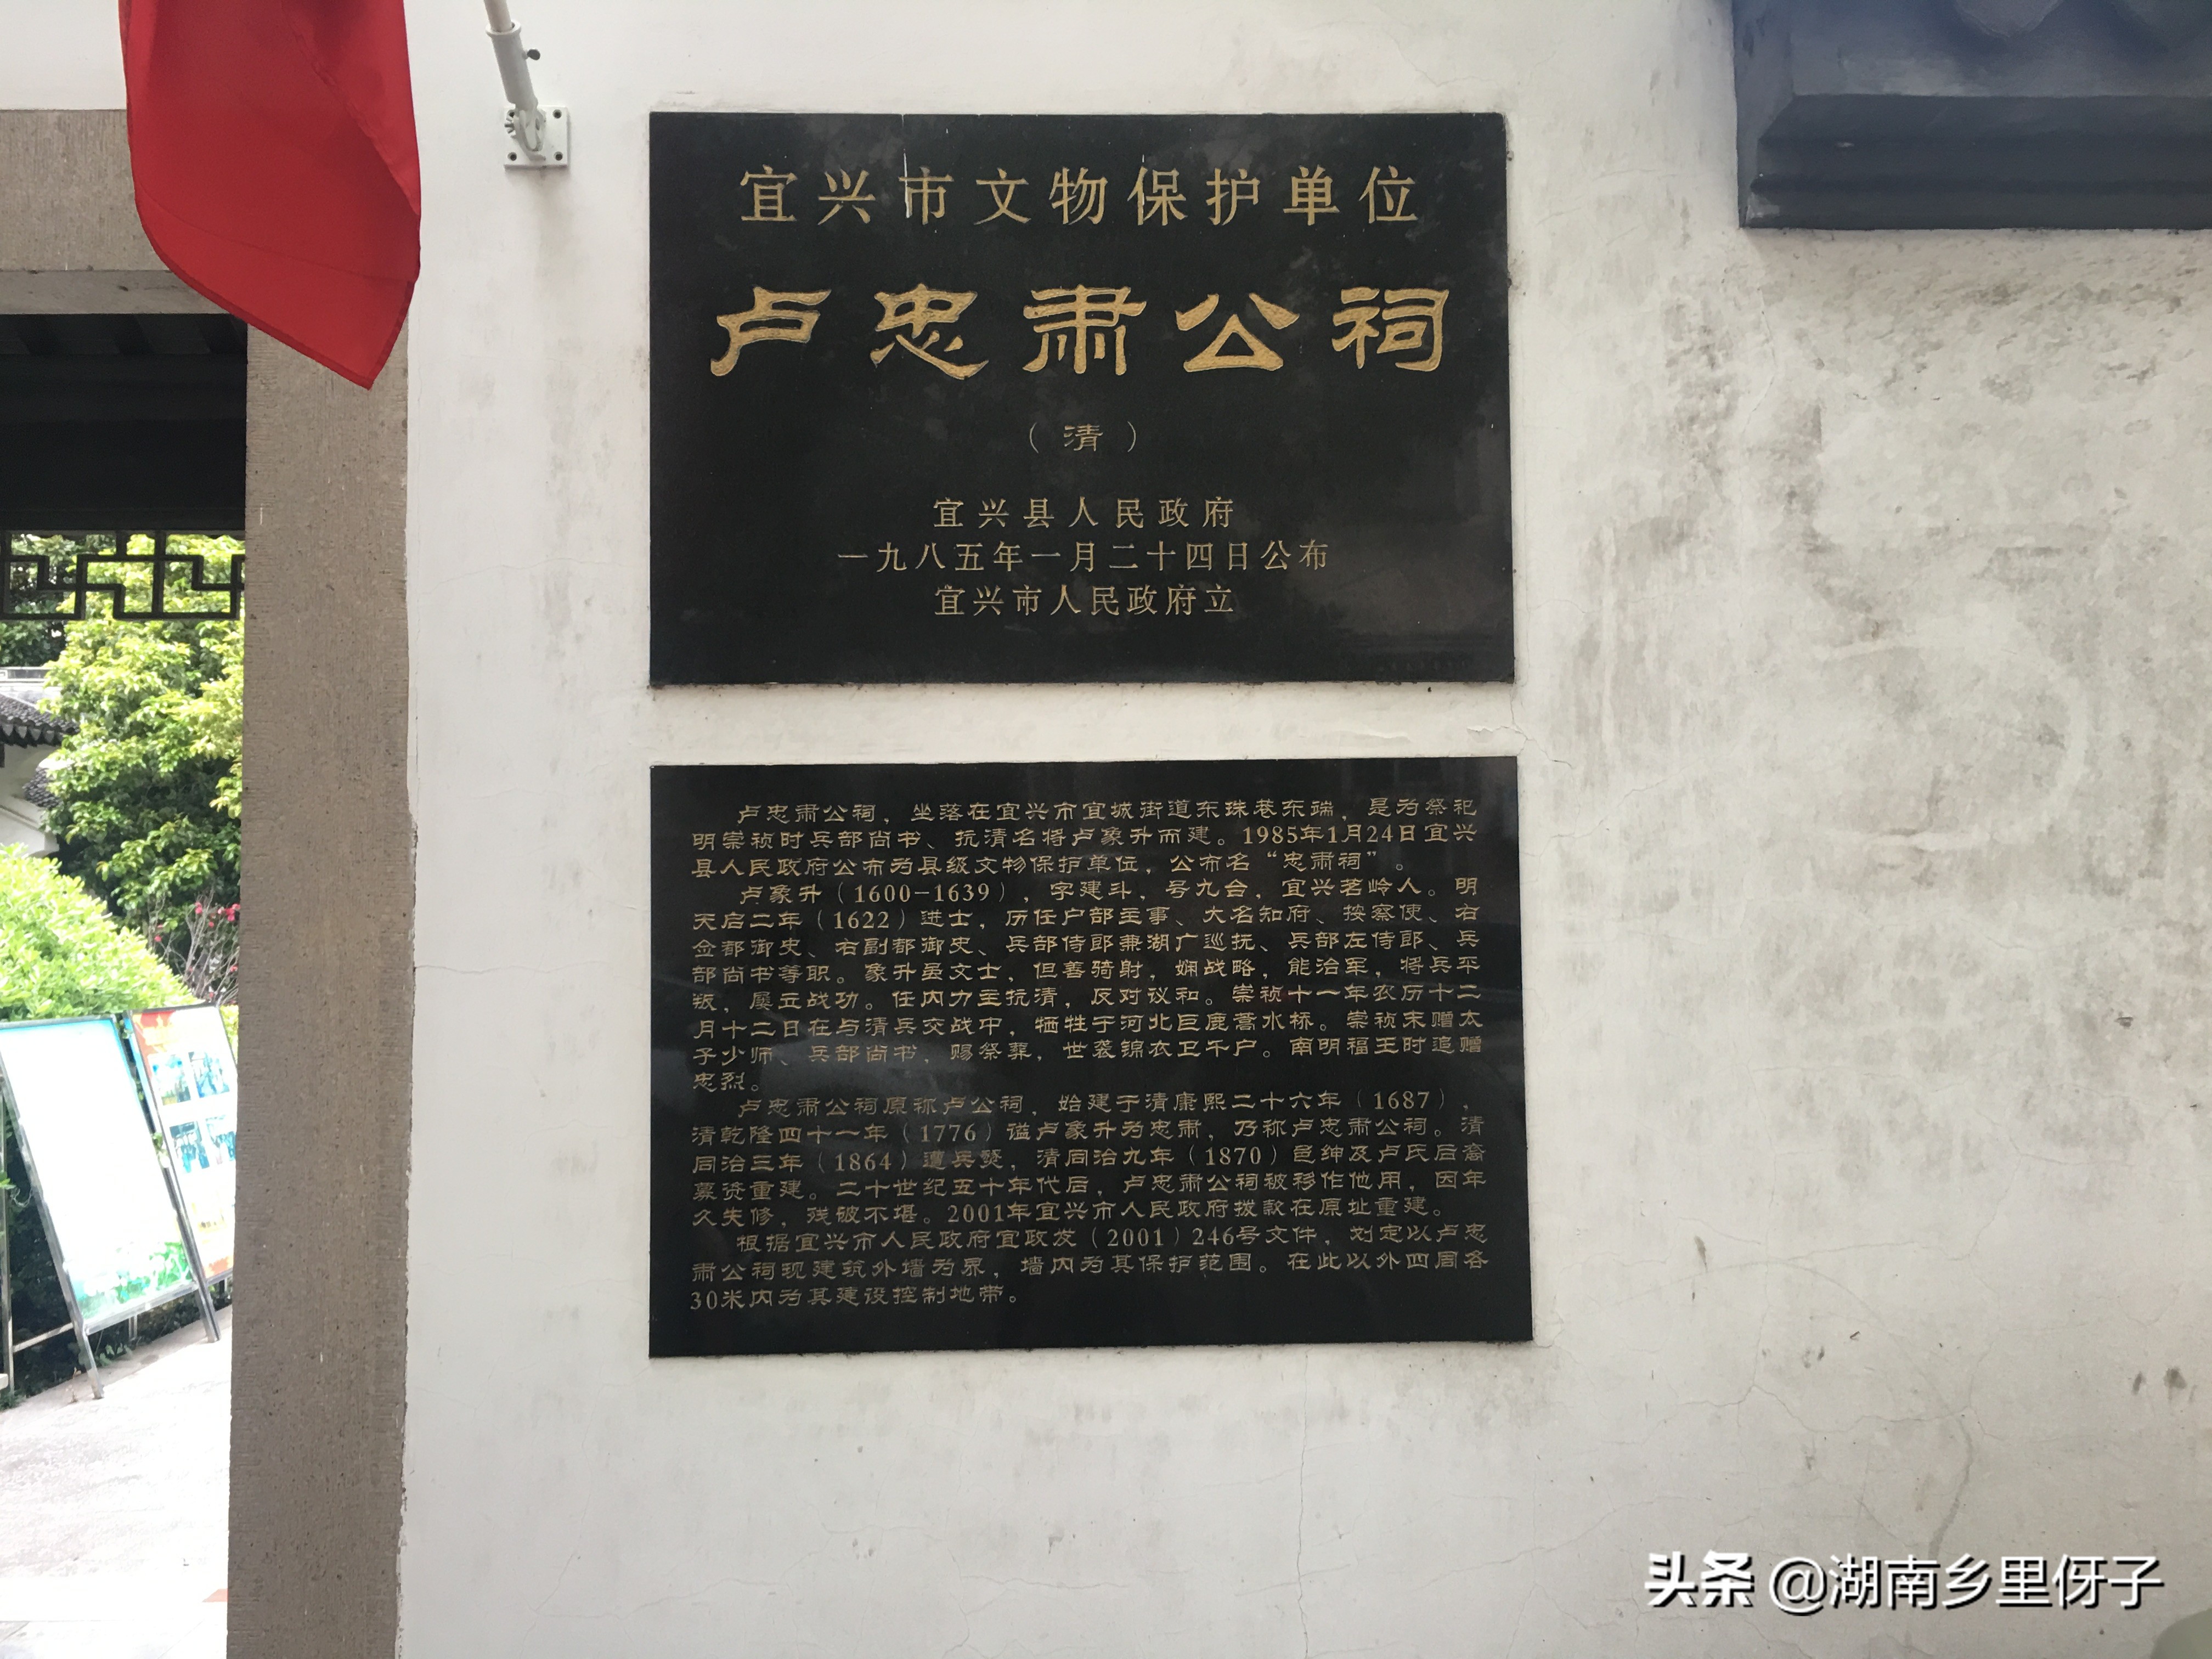 宜兴市文物保护单位
卢忠肃公祠
（清）
宜兴县人民政府
一九八五年一月二十四日公布
宜兴市人民政府立
卢忠肃公祠，坐落在宜兴市宜城街道东珠巷东端，是为祭祀
明崇祯时兵部尚书、抗清名将卢象升而建。1985年1月24日宜兴
县人民政府公布为县级文物保护单位，公布名“忠肃祠”。
卢象升（1600-1639），字建斗，号九台，宜兴茗岭人。明
天启二年（1622）进士，历任户部主事、大名知府、按察使、右
佥都御史、右副都御史、兵部侍郎兼湖广巡抚、兵部左侍郎、兵
部尚书等职。象升虽文士，但善骑射，娴战略，能治军，将兵平
叛，屡立战功。任内力主抗清，反对议和。崇祯十一年农历十二
月十二日在与清兵交战中，牺牲于河北巨鹿蒿水桥。崇祯末赠太
子少师、兵部尚书，赐祭葬，世袭锦衣卫千户。南明福王时追赠
忠烈。
卢忠肃公祠原称卢公祠，始建于清康熙二十六年（1687），
清乾隆四十一年（1776）谥卢象升为忠肃，乃称卢忠肃公祠。清
同治三年（1864）遭兵燹，清同治九年（1870）邑绅及卢氏后裔
募资重建。二十世纪五十年代后，卢忠肃公祠被移作他用，因年
久失修，残破不堪。2001年宜兴市人民政府拨款在原址重建。
根据宜兴市人民政府宜政发（2001）246号文件，划定以卢忠
肃公祠现建筑外墙为界，墙内为其保护范围。在此以外四周各
30米内为其建设控制地带。
头条 @湖南乡里伢子